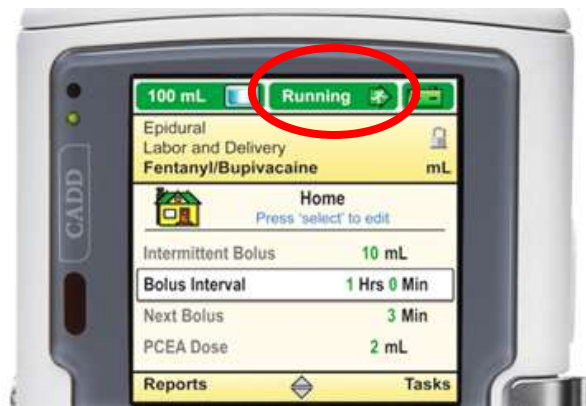 100 mL Running
Epidural
Labor and Delivery
Fentanyl/Bupivacaine mL
CADD
Home
Press 'select' to edit
Intermittent Bolus 10 mL
Bolus Interval 1 Hrs 0 Min
Next Bolus 3 Min
PCEA Dose 2 mL
Reports Tasks